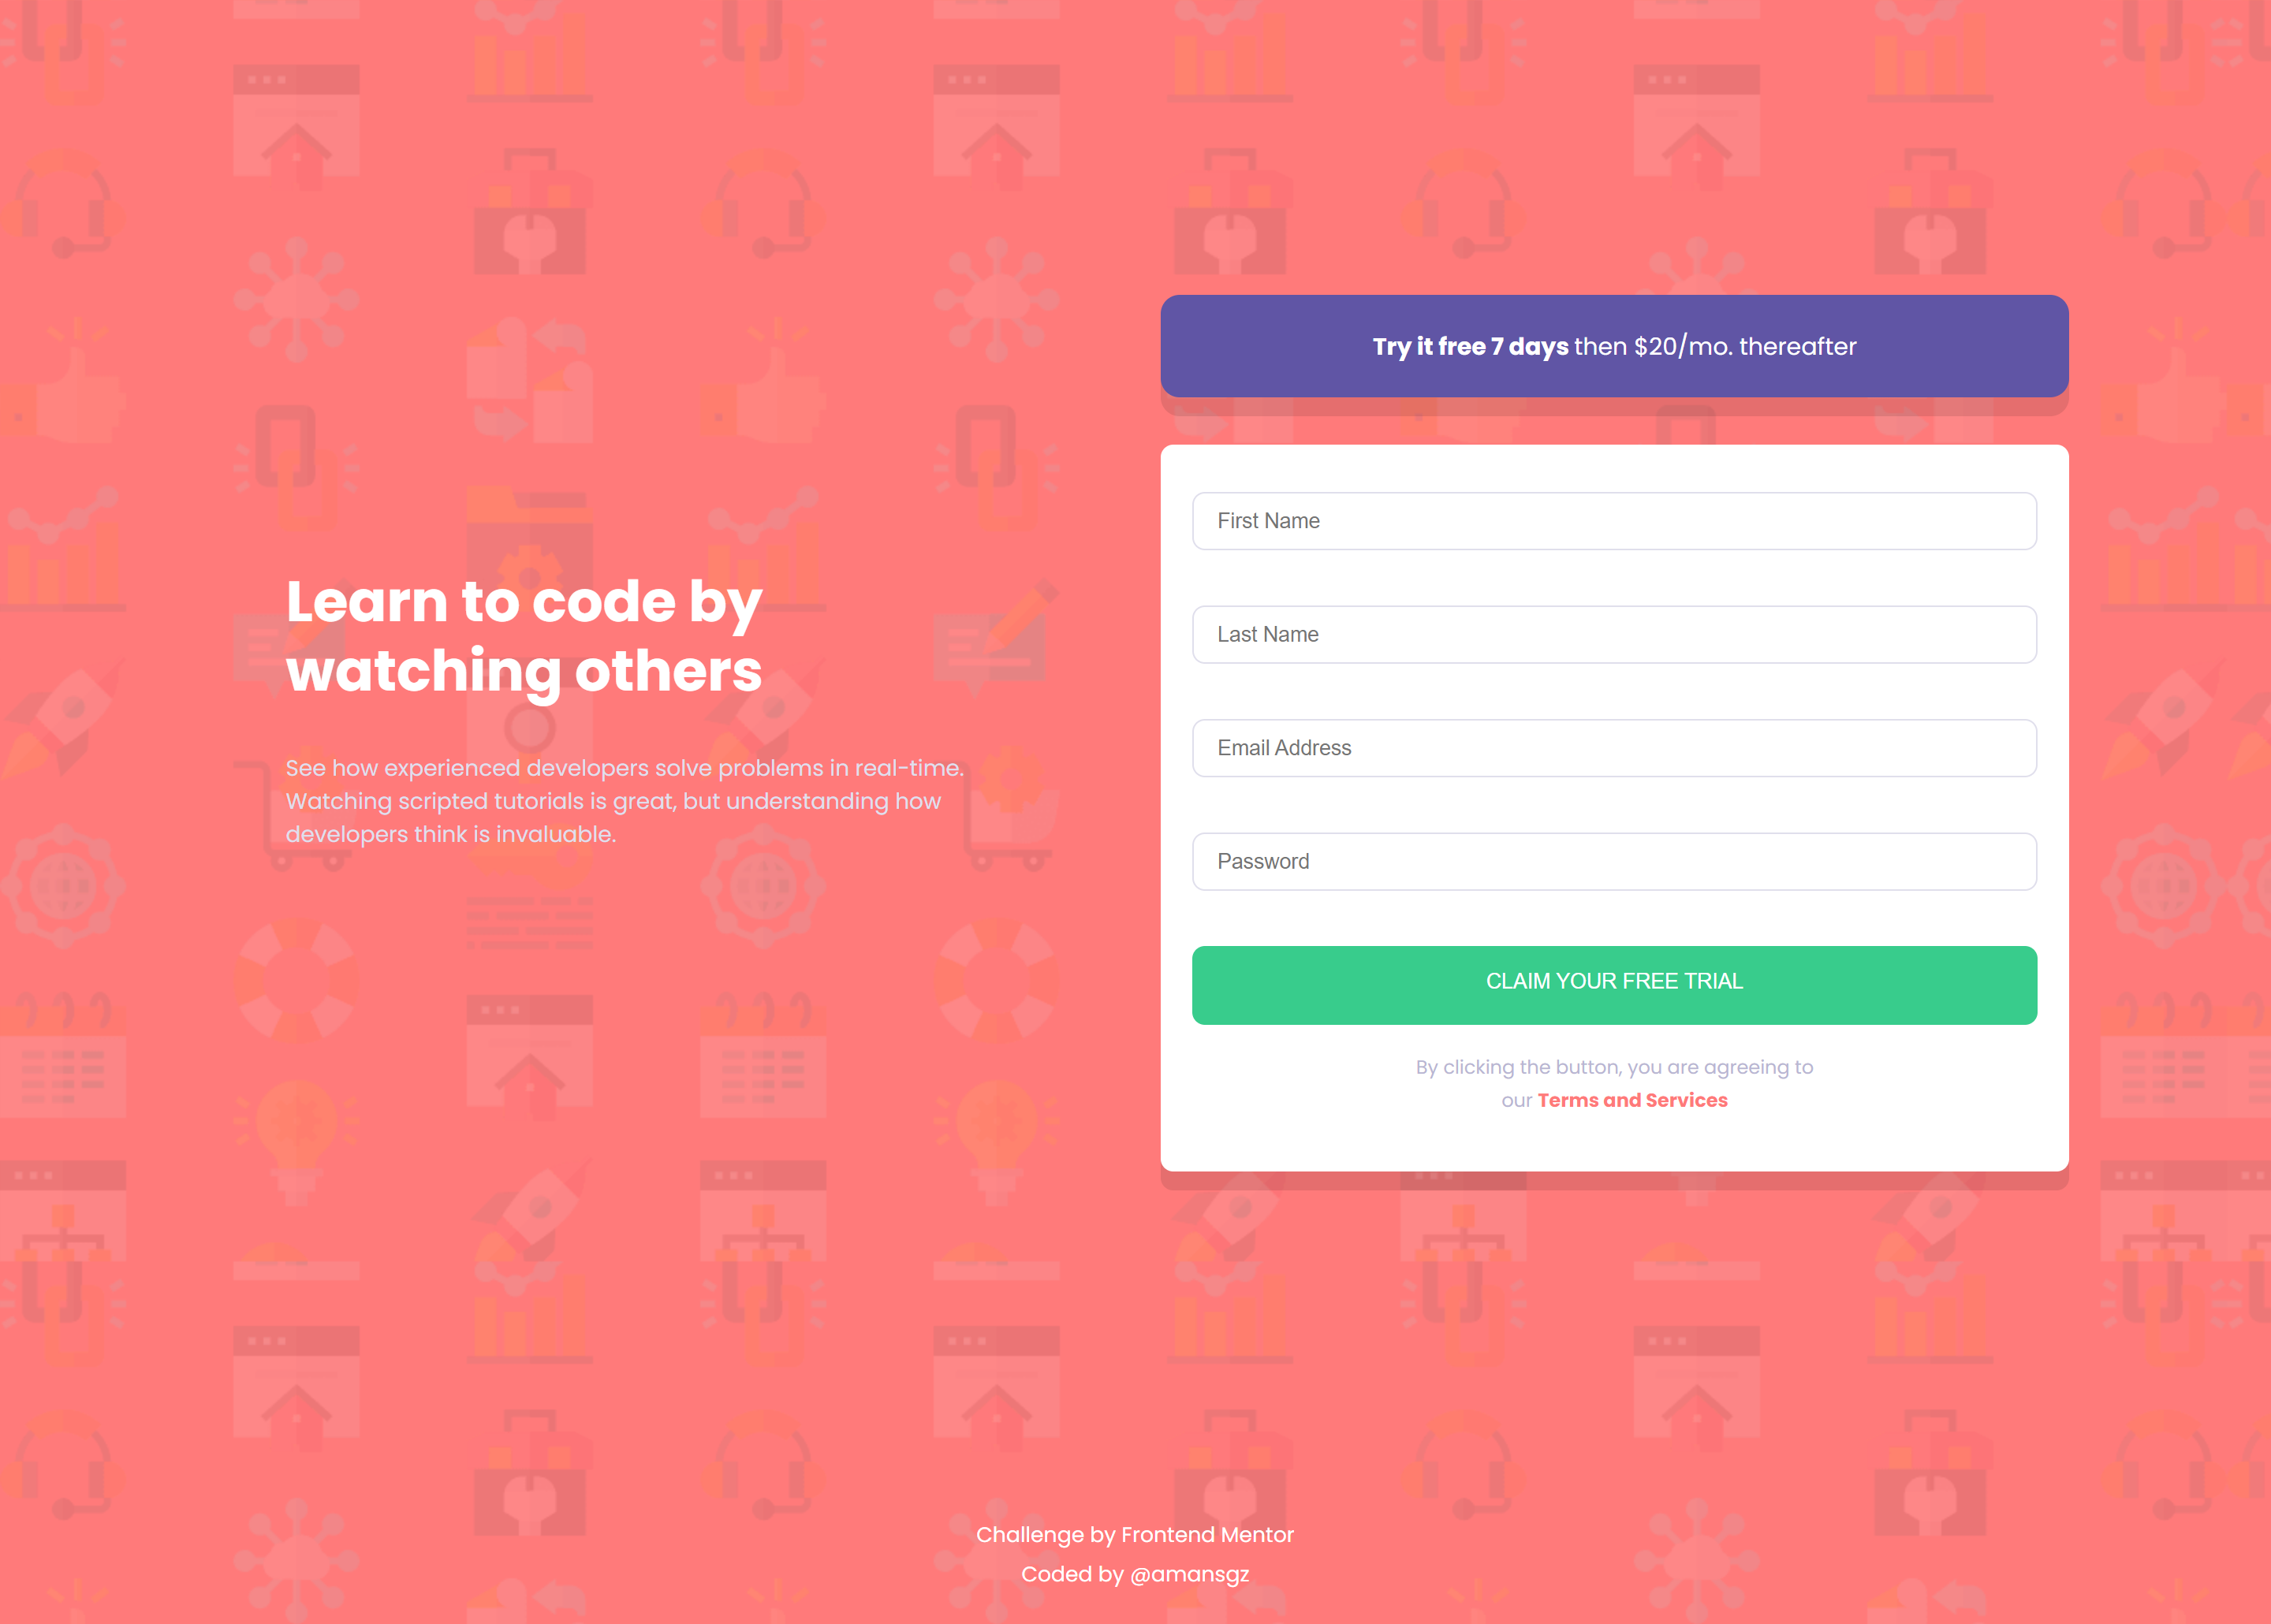 Learn to code by
watching others
See how experienced developers solve problems in real-time.
Watching scripted tutorials is great, but understanding how
developers think is invaluable.
Try it free 7 days then $20/mo. thereafter
First Name
Last Name
Email Address
Password
CLAIM YOUR FREE TRIAL
By clicking the button, you are agreeing to
our Terms and Services
Challenge by Frontend Mentor
Coded by @amansgz